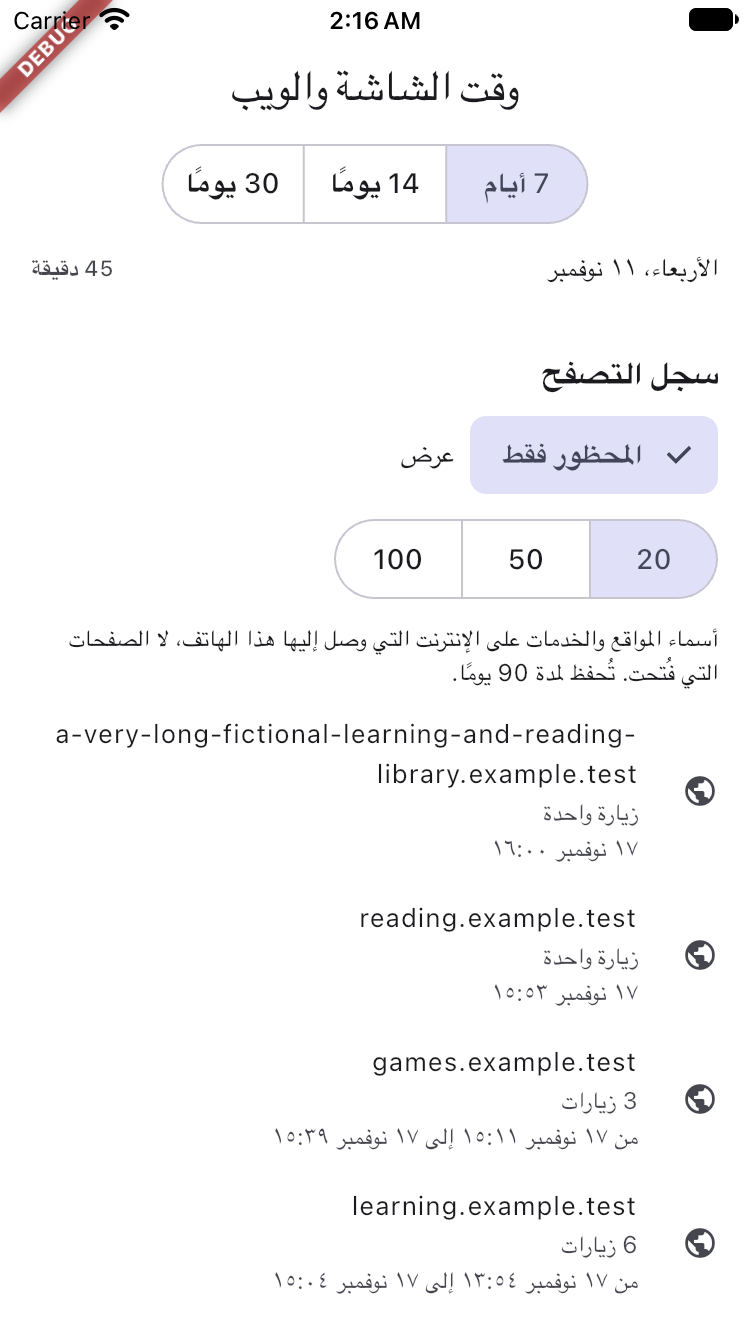 Carrier
2:16 AM
DEBUG
وقت الشاشة والويب
7 أيام
14 يومًا
30 يومًا
الأربعاء، ١١ نوفمبر
45 دقيقة
سجل التصفح
المحظور فقط
عرض
20
50
100
أسماء المواقع والخدمات على الإنترنت التي وصل إليها هذا الهاتف، لا الصفحات
التي فُتحت. تُحفظ لمدة 90 يومًا.
a-very-long-fictional-learning-and-reading-
library.example.test
زيارة واحدة
١٧ نوفمبر ١٦:٠٠
reading.example.test
زيارة واحدة
١٧ نوفمبر ١٥:٥٣
games.example.test
3 زيارات
من ١٧ نوفمبر ١٥:١١ إلى ١٧ نوفمبر ١٥:٣٩
learning.example.test
6 زيارات
من ١٧ نوفمبر ١٣:٥٤ إلى ١٧ نوفمبر ١٥:٠٤